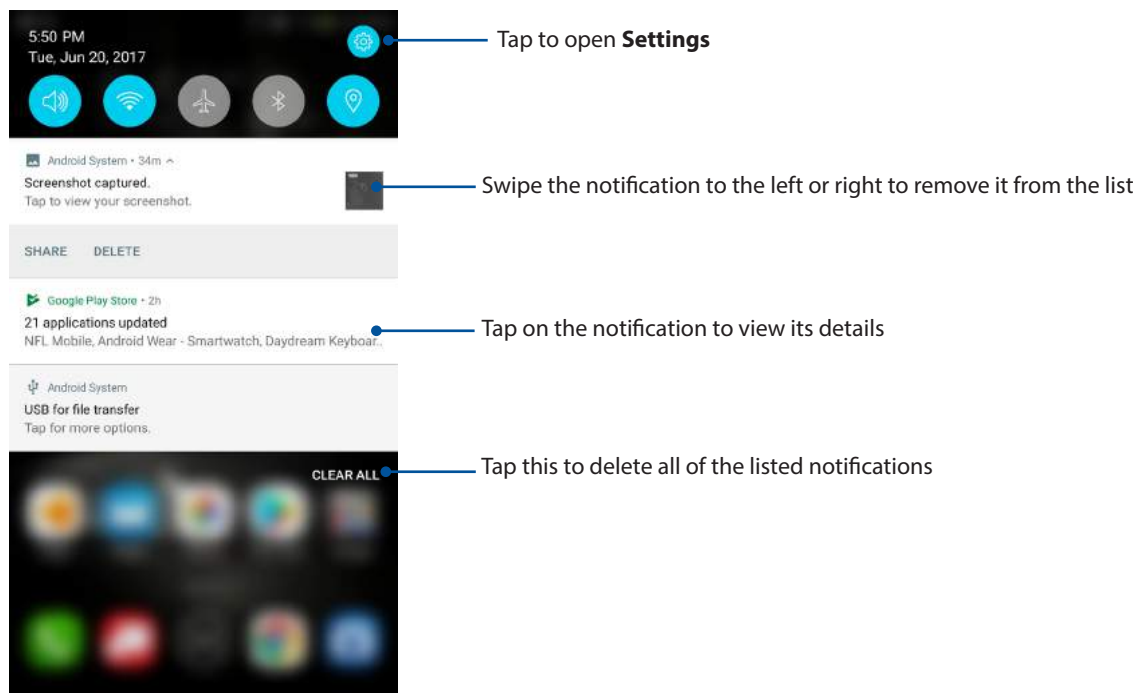 5:50 PM
Tap to open Settings
Tue, Jun 20, 2017
Android System • 34m
Screenshot captured.
Swipe the notification to the left or right to remove it from the list
Tap to view your screenshot.
SHARE DELETE
Google Play Store • 2h
21 applications updated
Tap on the notification to view its details
NFL Mobile, Android Wear - Smartwatch, Daydream Keyboar..
Android System
USB for file transfer
Tap for more options.
CLEAR ALL
Tap this to delete all of the listed notifications